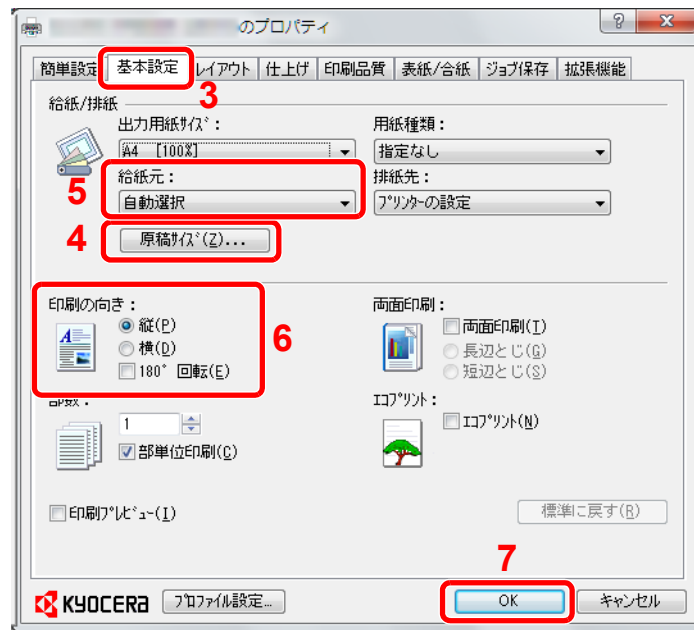 のプロパティ
簡単設定 基本設定 レイアウト 仕上げ 印刷品質 表紙/合紙 ジョブ保存 拡張機能
3
給紙/排紙
出力用紙ｻｲｽﾞ： 用紙種類：
A4 [100%] 指定なし
5 給紙元： 排紙先：
自動選択 ﾌﾟﾘﾝﾀｰの設定
4 原稿ｻｲｽﾞ(Z)...
印刷の向き： 両面印刷：
縦(P) 両面印刷(T)
6
横(D) 長辺とじ(G)
180° 回転(E) 短辺とじ(S)
部数： ｴｺﾌﾟﾘﾝﾄ：
1 ｴｺﾌﾟﾘﾝﾄ(N)
部単位印刷(C)
印刷ﾌﾟﾚﾋﾞｭｰ(I) 標準に戻す(R)
7
KYOCERA ﾌﾟﾛﾌｧｲﾙ設定... OK キャンセル